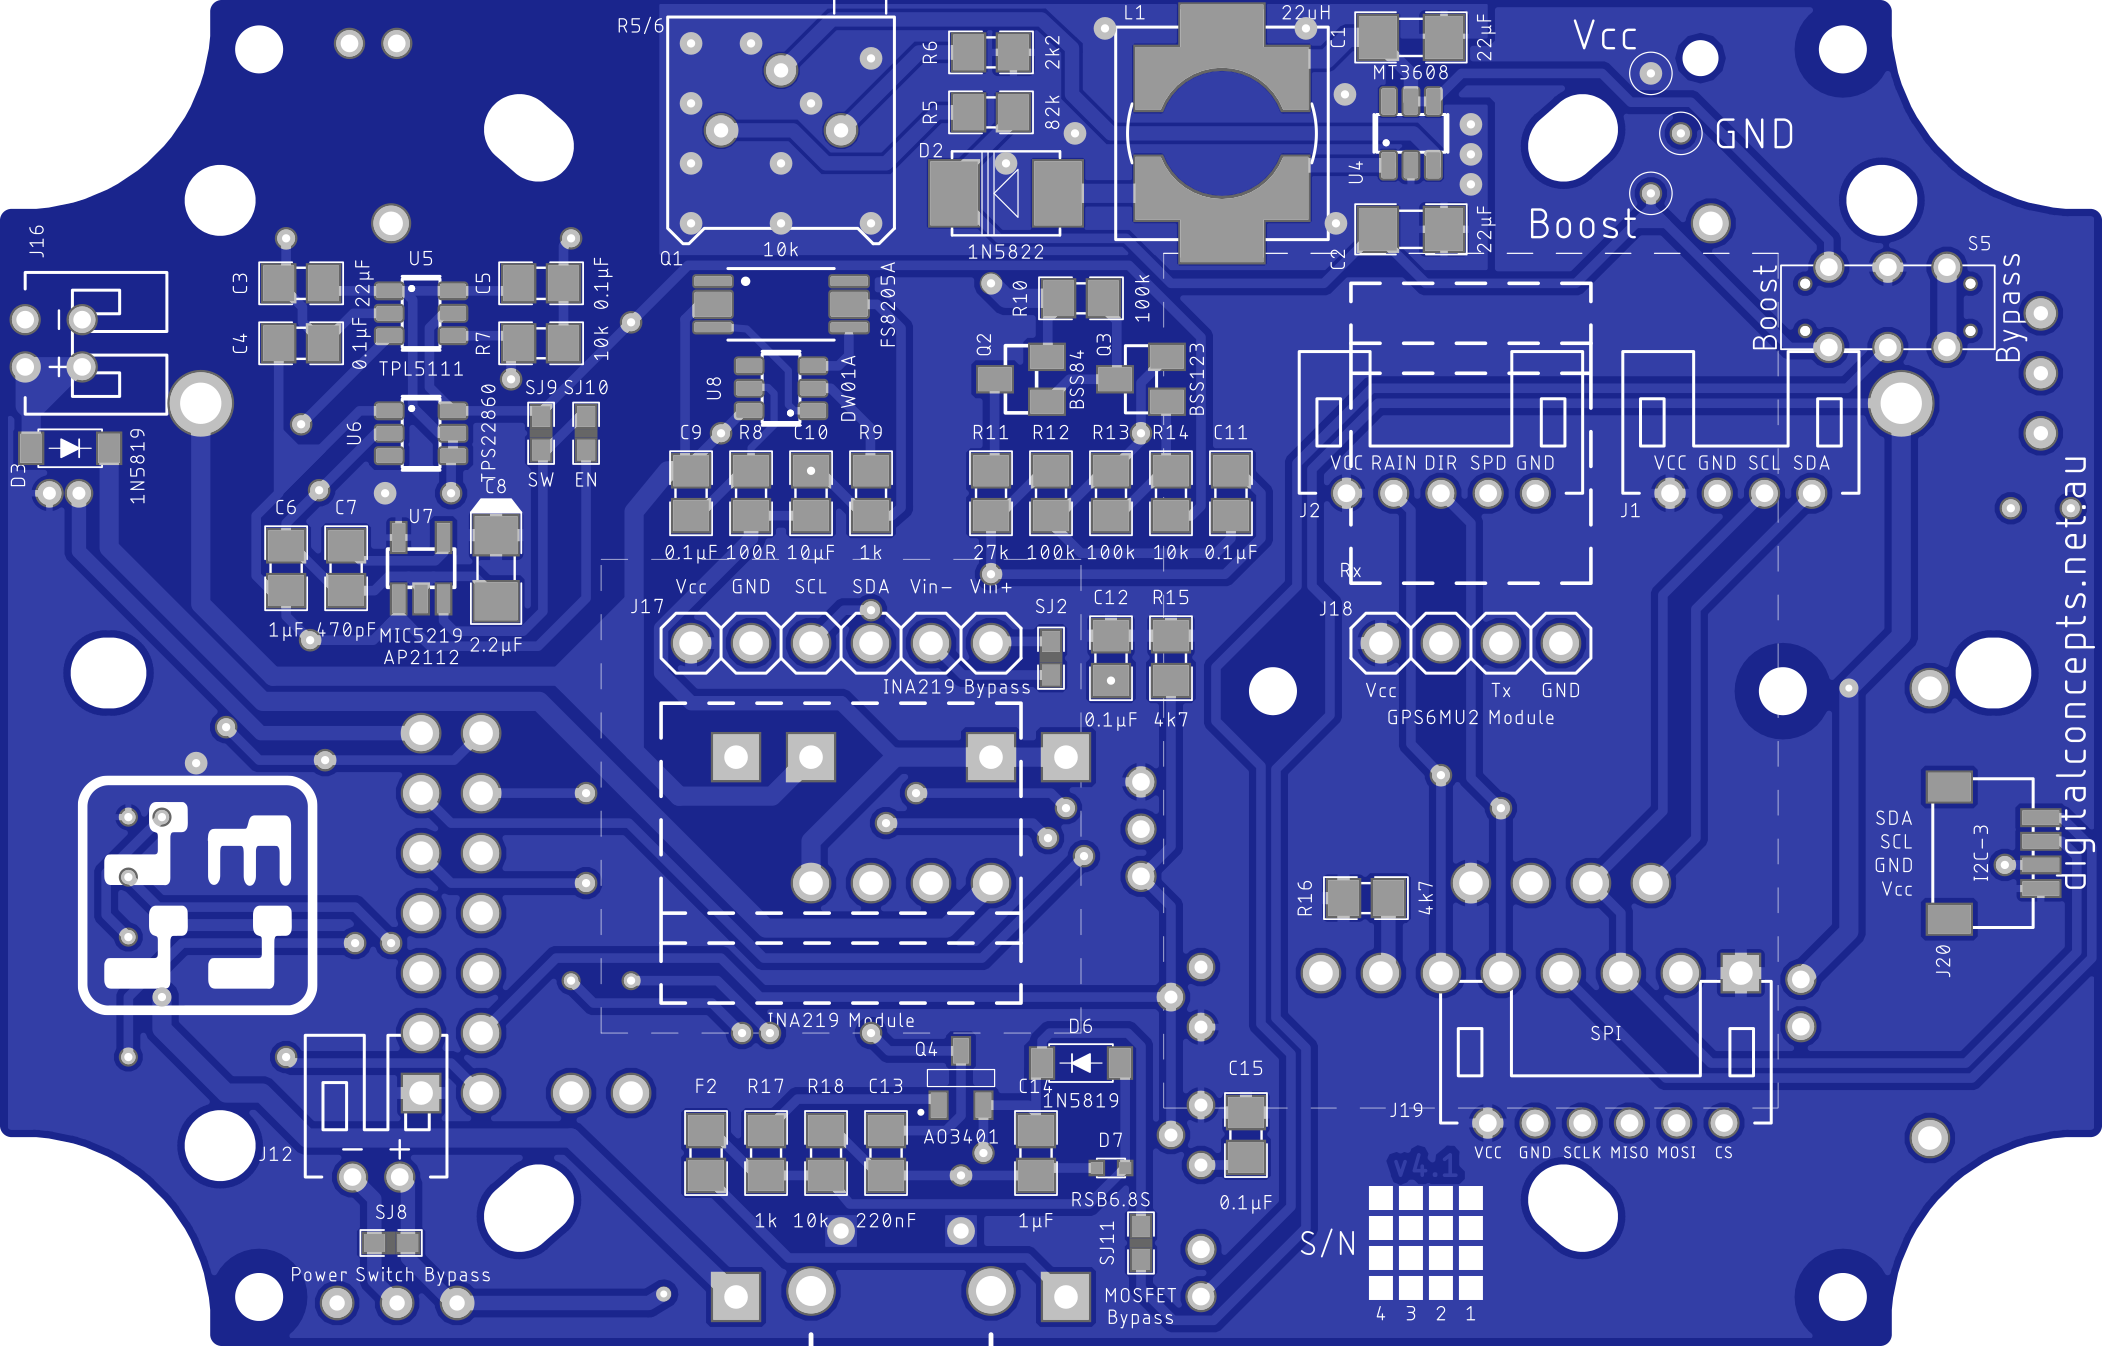 R5/6
R6
2k2
L1
22uH
C1
22µF
Vcc
MT3608
R5
82k
GND
D2
U4
Boost
10k
1N5822
C2
22µF
J16
Q1
S5
U5
C3
22µF
C5
0.1µF
FS8205A
R10
100k
Boost
Bypass
C4
0.1µF
TPL5111
R7
10k
U8
DW01A
Q2
BSS84
Q3
BSS123
SJ9
SJ10
U6
TPS22860
SW
EN
D3
1N5819
C9
R8
C10
R9
R11
R12
R13
R14
C11
VCC RAIN DIR SPD GND
VCC GND SCL SDA
J2
J1
C6
C7
U7
C8
0.1µF
100R
10µF
1k
27k
100k
100k
10k
0.1µF
Rx
Vcc
GND
SCL
SDA
Vin-
Vin+
J17
SJ2
C12
R15
J18
1µF
470pF
MIC5219
AP2112
2.2µF
INA219 Bypass
Vcc
Tx
GND
0.1µF
4k7
GPS6MU2 Module
digitalconcepts.net.au
SDA
SCL
GND
Vcc
I2C-3
R16
4k7
J20
INA219 Module
SPI
Q4
D6
F2
R17
R18
C13
C14
1N5819
C15
AO3401
J19
J12
D7
VCC GND SCLK MISO MOSI CS
v4.1
RSB6.8S
0.1µF
SJ8
1k
10k
220nF
1µF
SJ11
S/N
Power Switch Bypass
MOSFET
Bypass
4 3 2 1